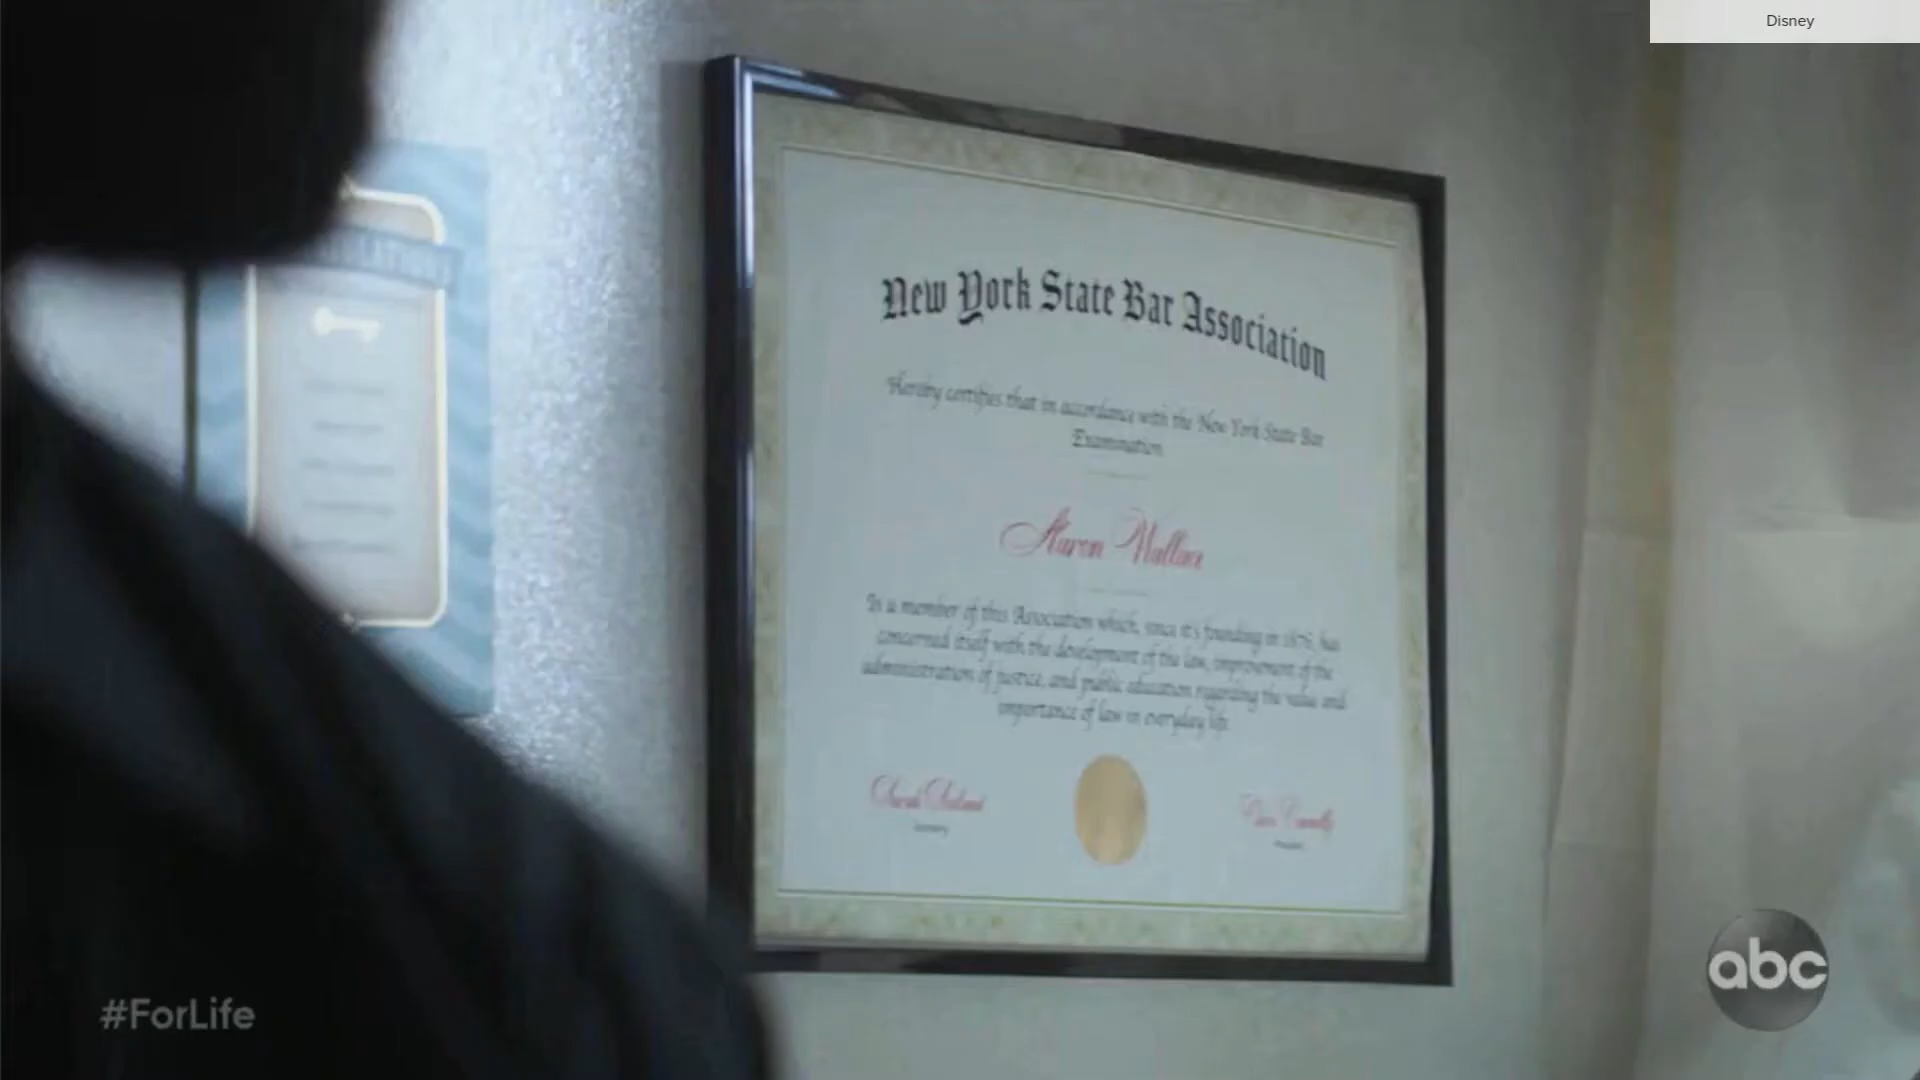 Disney
New York State Bar Association
Hereby certifies that in accordance with the New York State Bar
Examination
Aaron Wallace
Is a member of this Association which, since it's founding in 1876, has
concerned itself with the development of the law, improvement of the
administration of justice, and public education regarding the value and
importance of law in everyday life
Secretary
President
#ForLife
abc